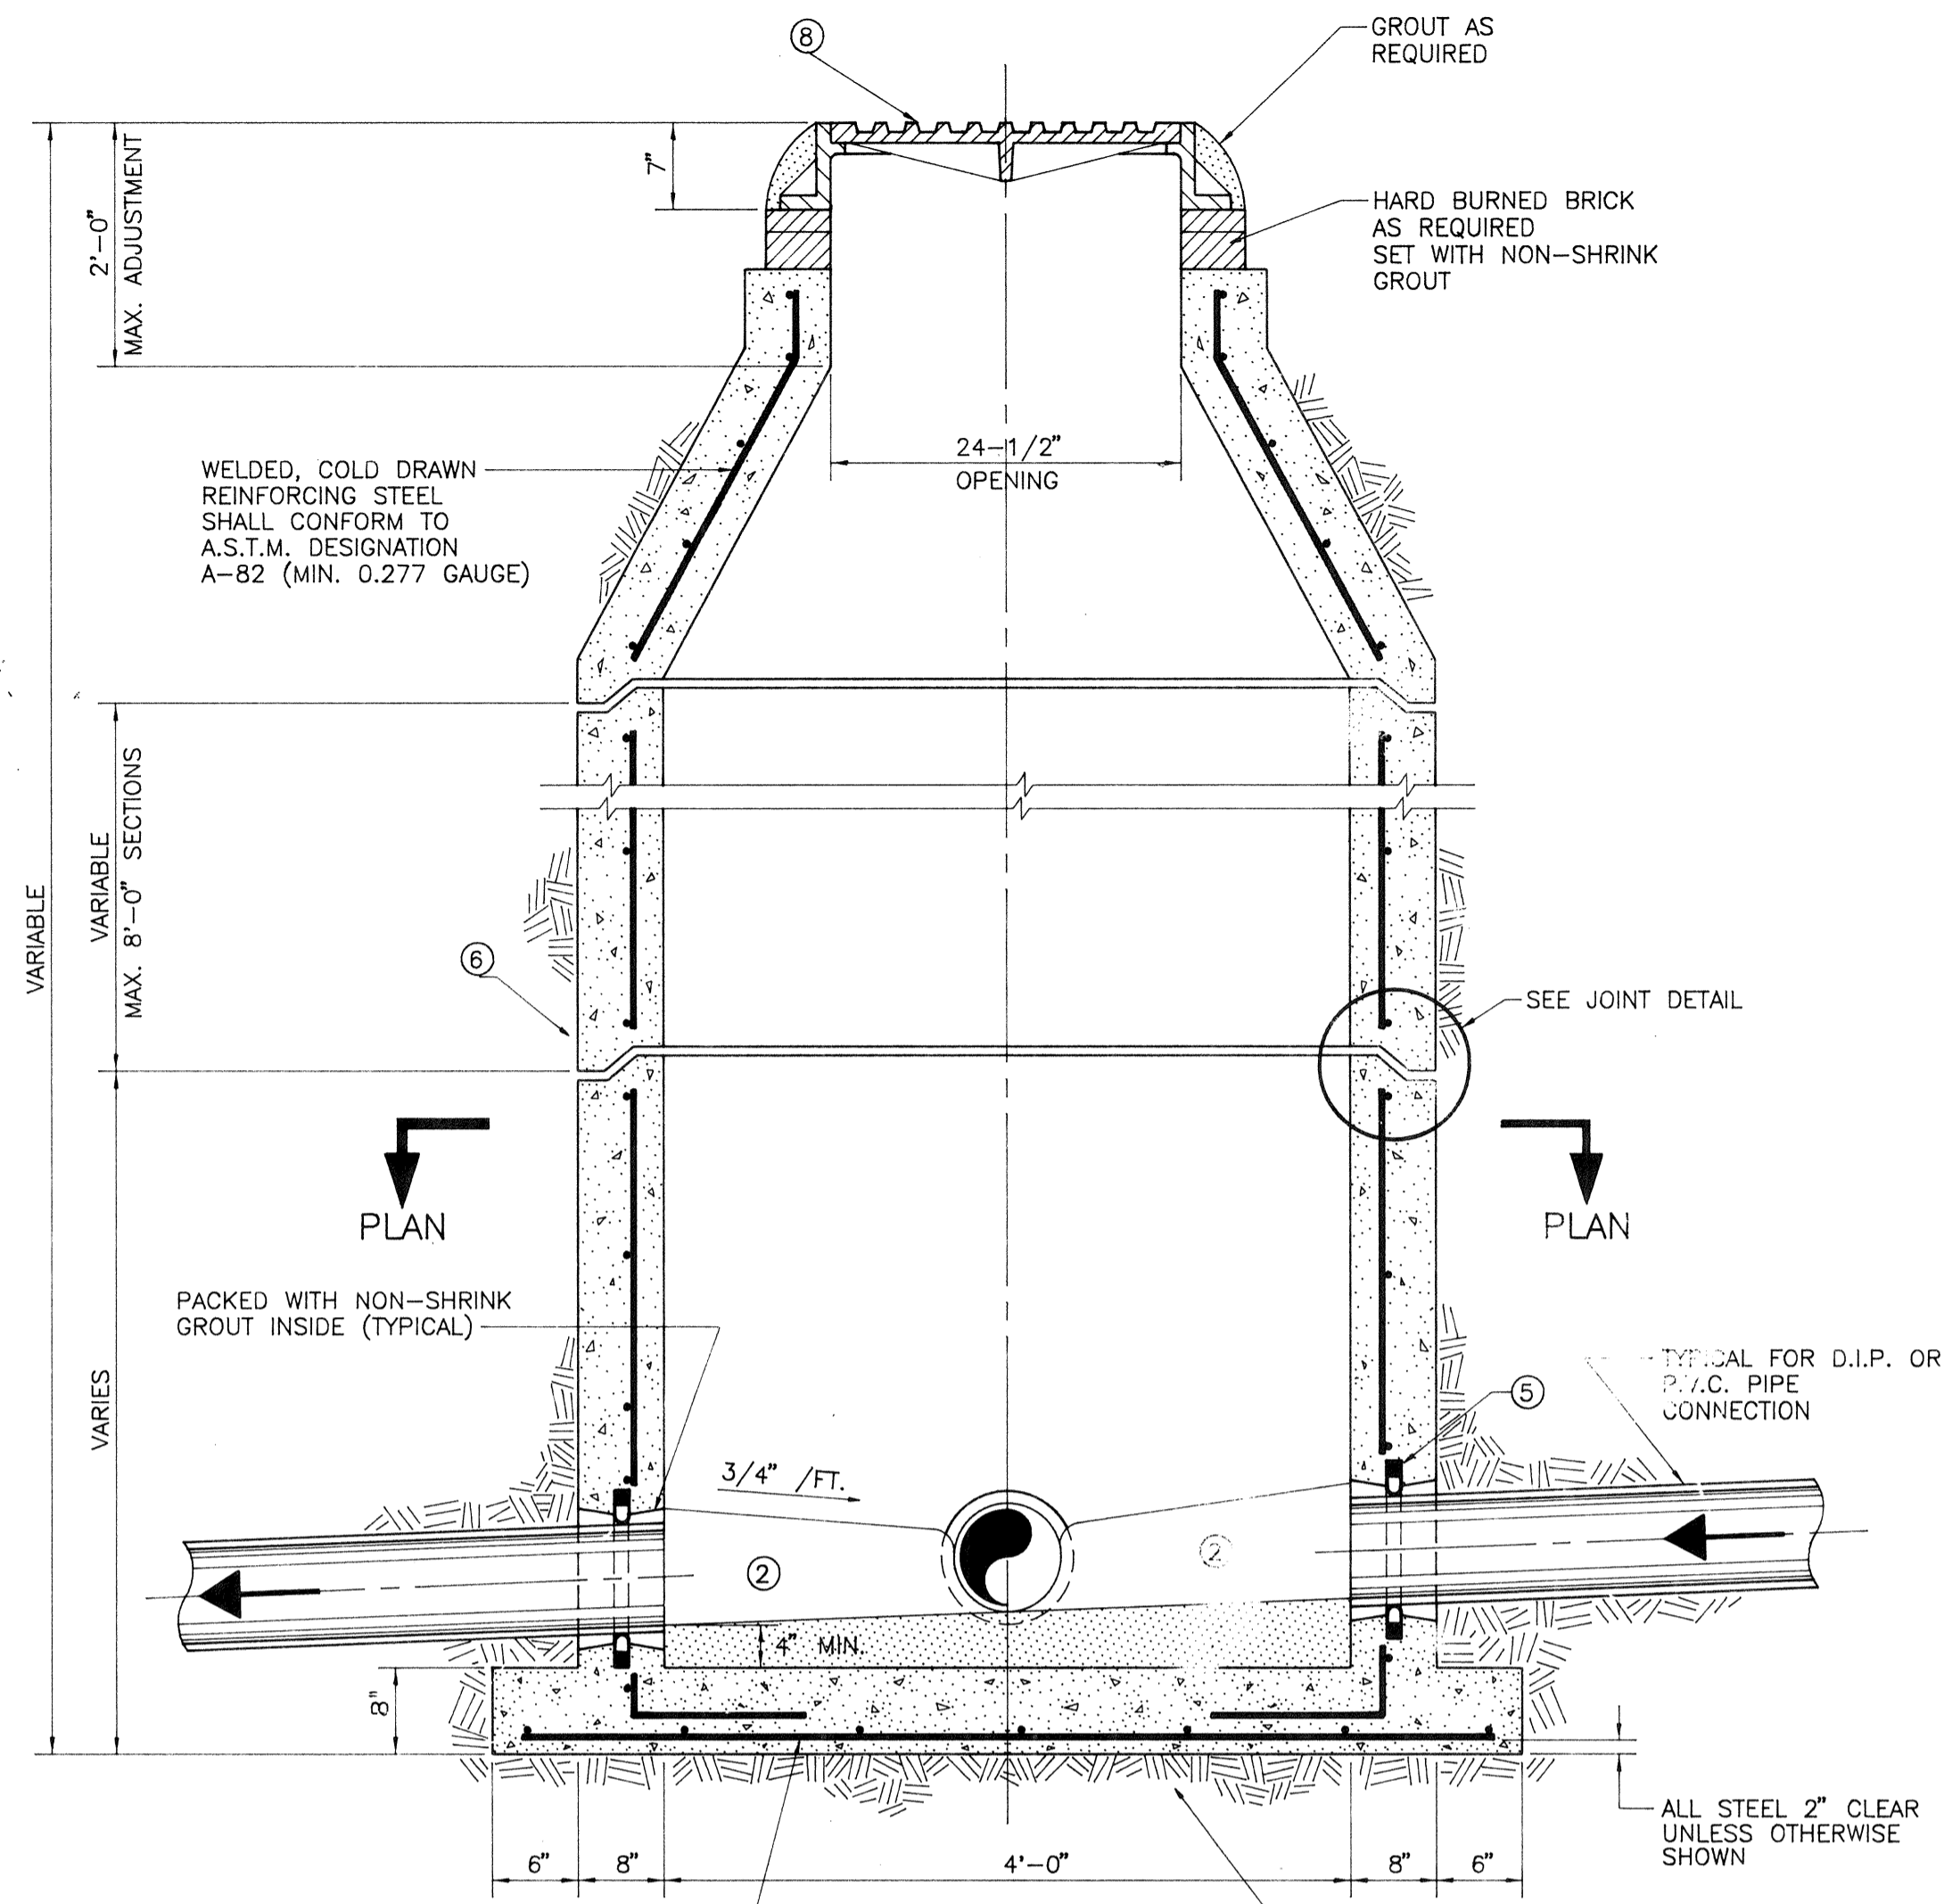 8
GROUT AS
REQUIRED
7"
2'-0"
MAX. ADJUSTMENT
HARD BURNED BRICK
AS REQUIRED
SET WITH NON-SHRINK
GROUT
24-1/2"
OPENING
WELDED, COLD DRAWN
REINFORCING STEEL
SHALL CONFORM TO
A.S.T.M. DESIGNATION
A-82 (MIN. 0.277 GAUGE)
VARIABLE
VARIABLE
MAX. 8'-0" SECTIONS
6
SEE JOINT DETAIL
PLAN
PLAN
PACKED WITH NON-SHRINK
GROUT INSIDE (TYPICAL)
TYPICAL FOR D.I.P. OR
P.V.C. PIPE
CONNECTION
5
VARIES
3/4" /FT.
2
2
4" MIN.
8"
ALL STEEL 2" CLEAR
UNLESS OTHERWISE
SHOWN
6"
8"
4'-0"
8"
6"